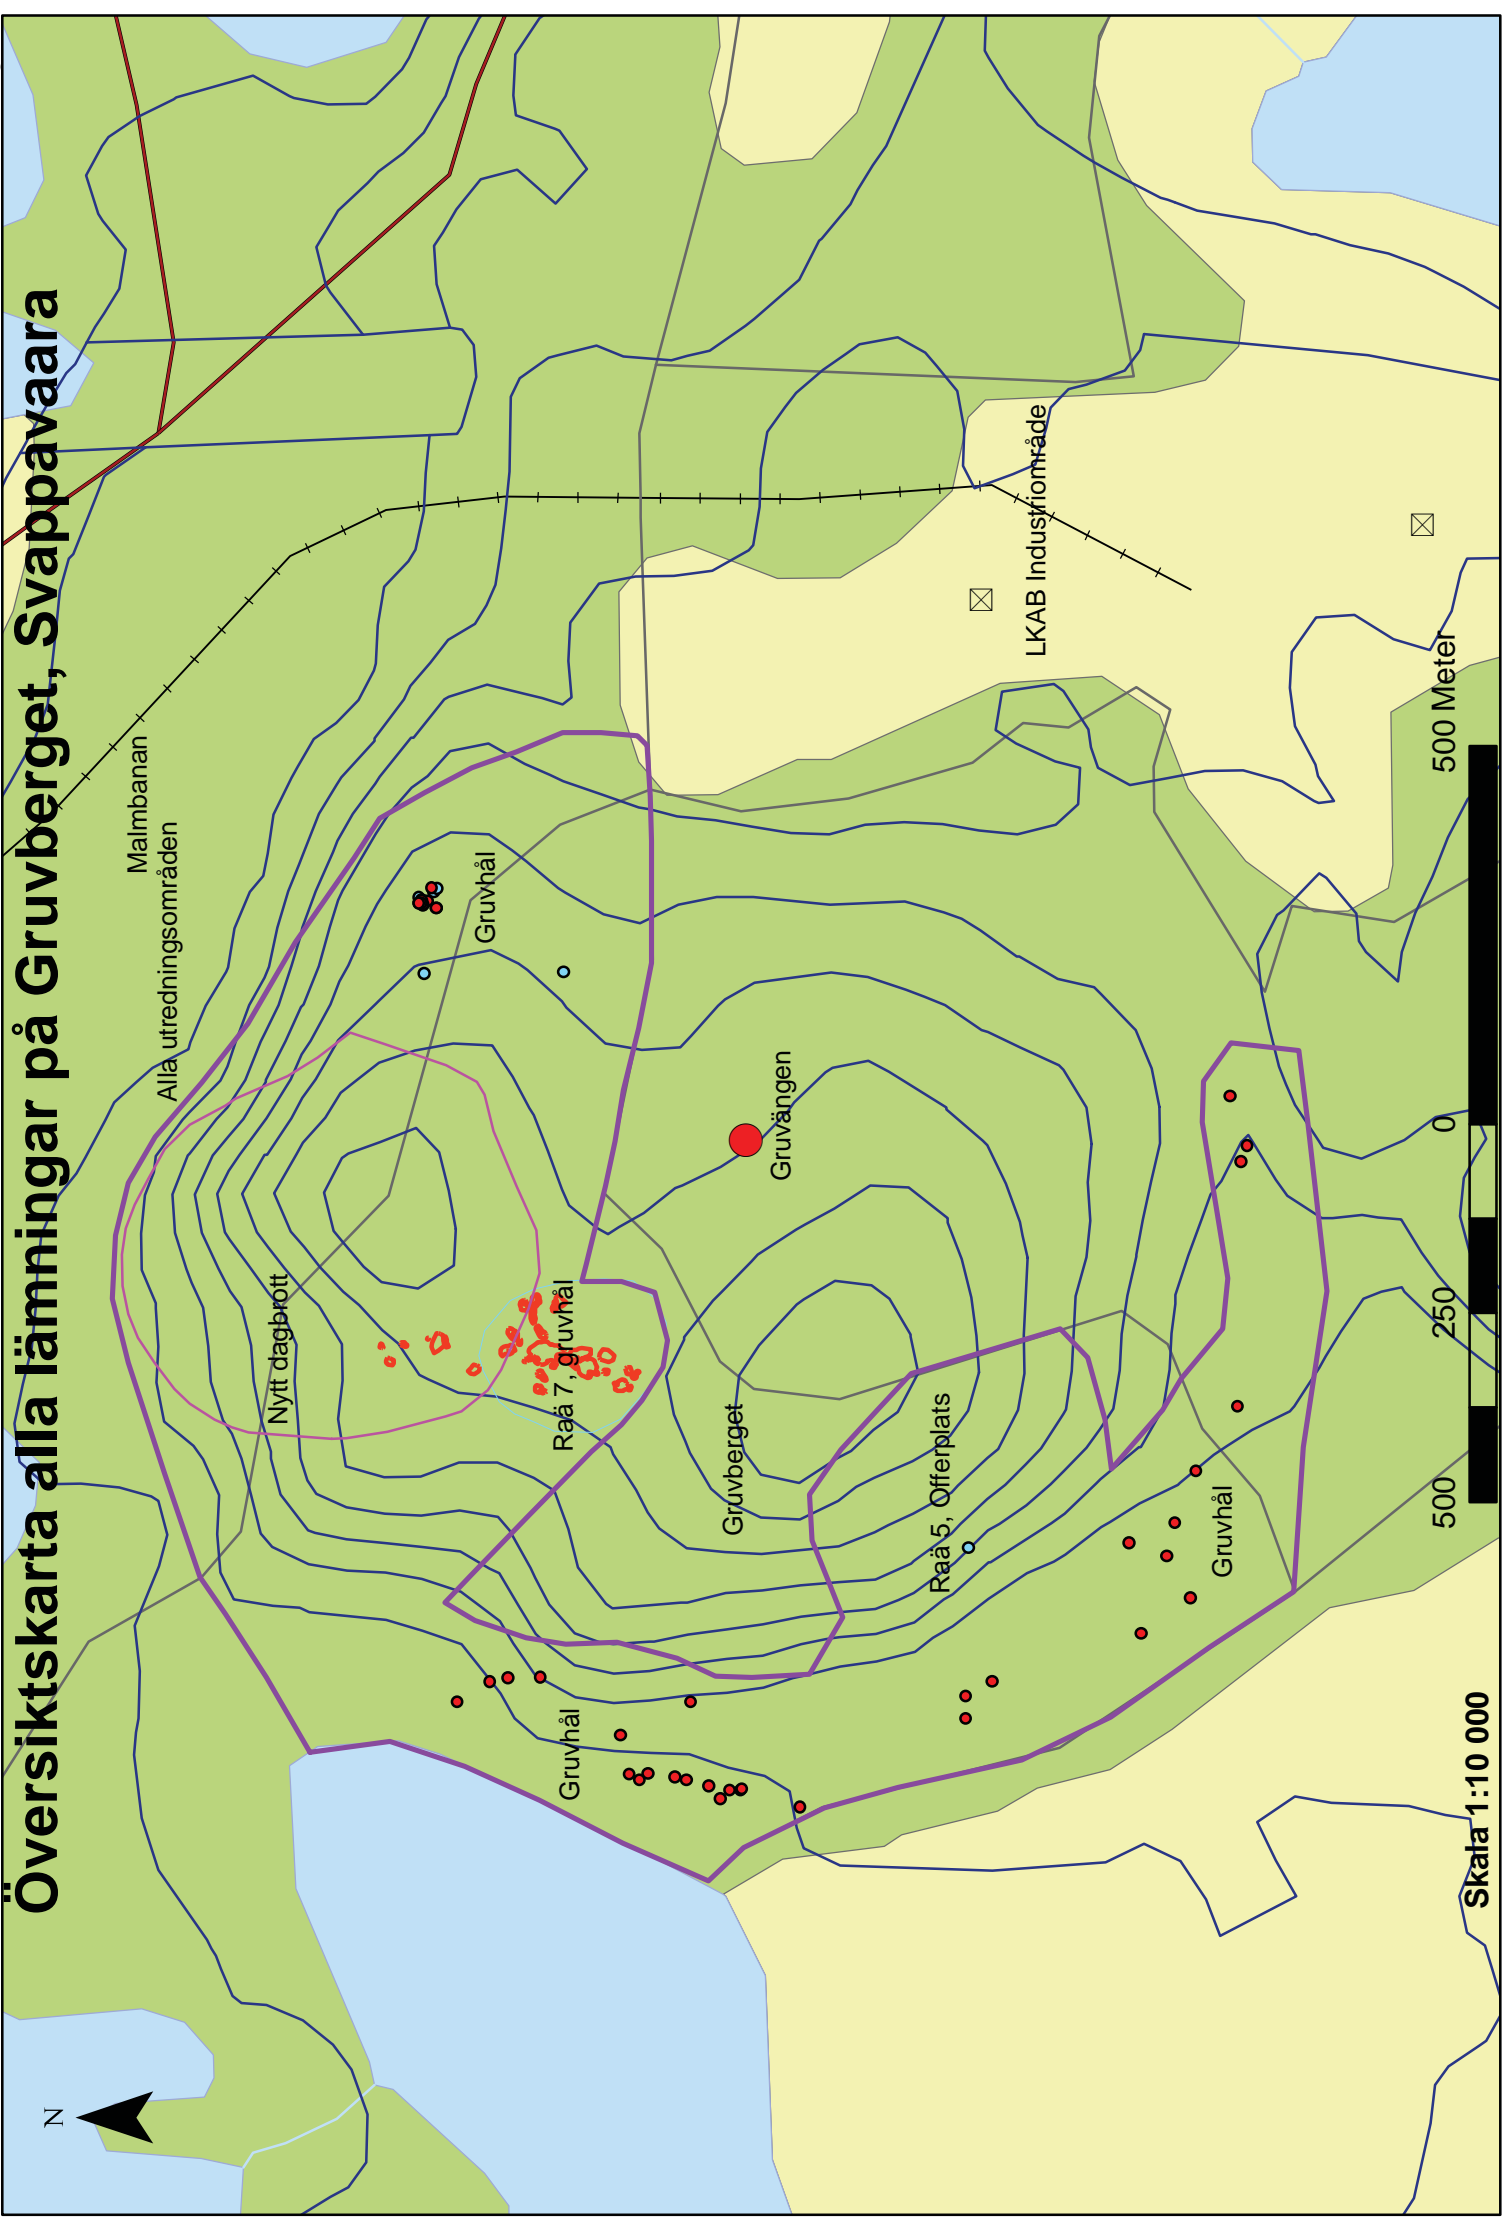 Översiktskarta alla lämningar på Gruvberget, Svappavaara
N
Malmbanan
Alla utredningsområden
Nytt dagbrott
Gruvhål
Raä 7, gruvhål
Gruvhål
Gruvberget
Gruvängen
Raä 5, Offerplats
LKAB Industriområde
Gruvhål
500 250 0 500 Meter
Skala 1:10 000